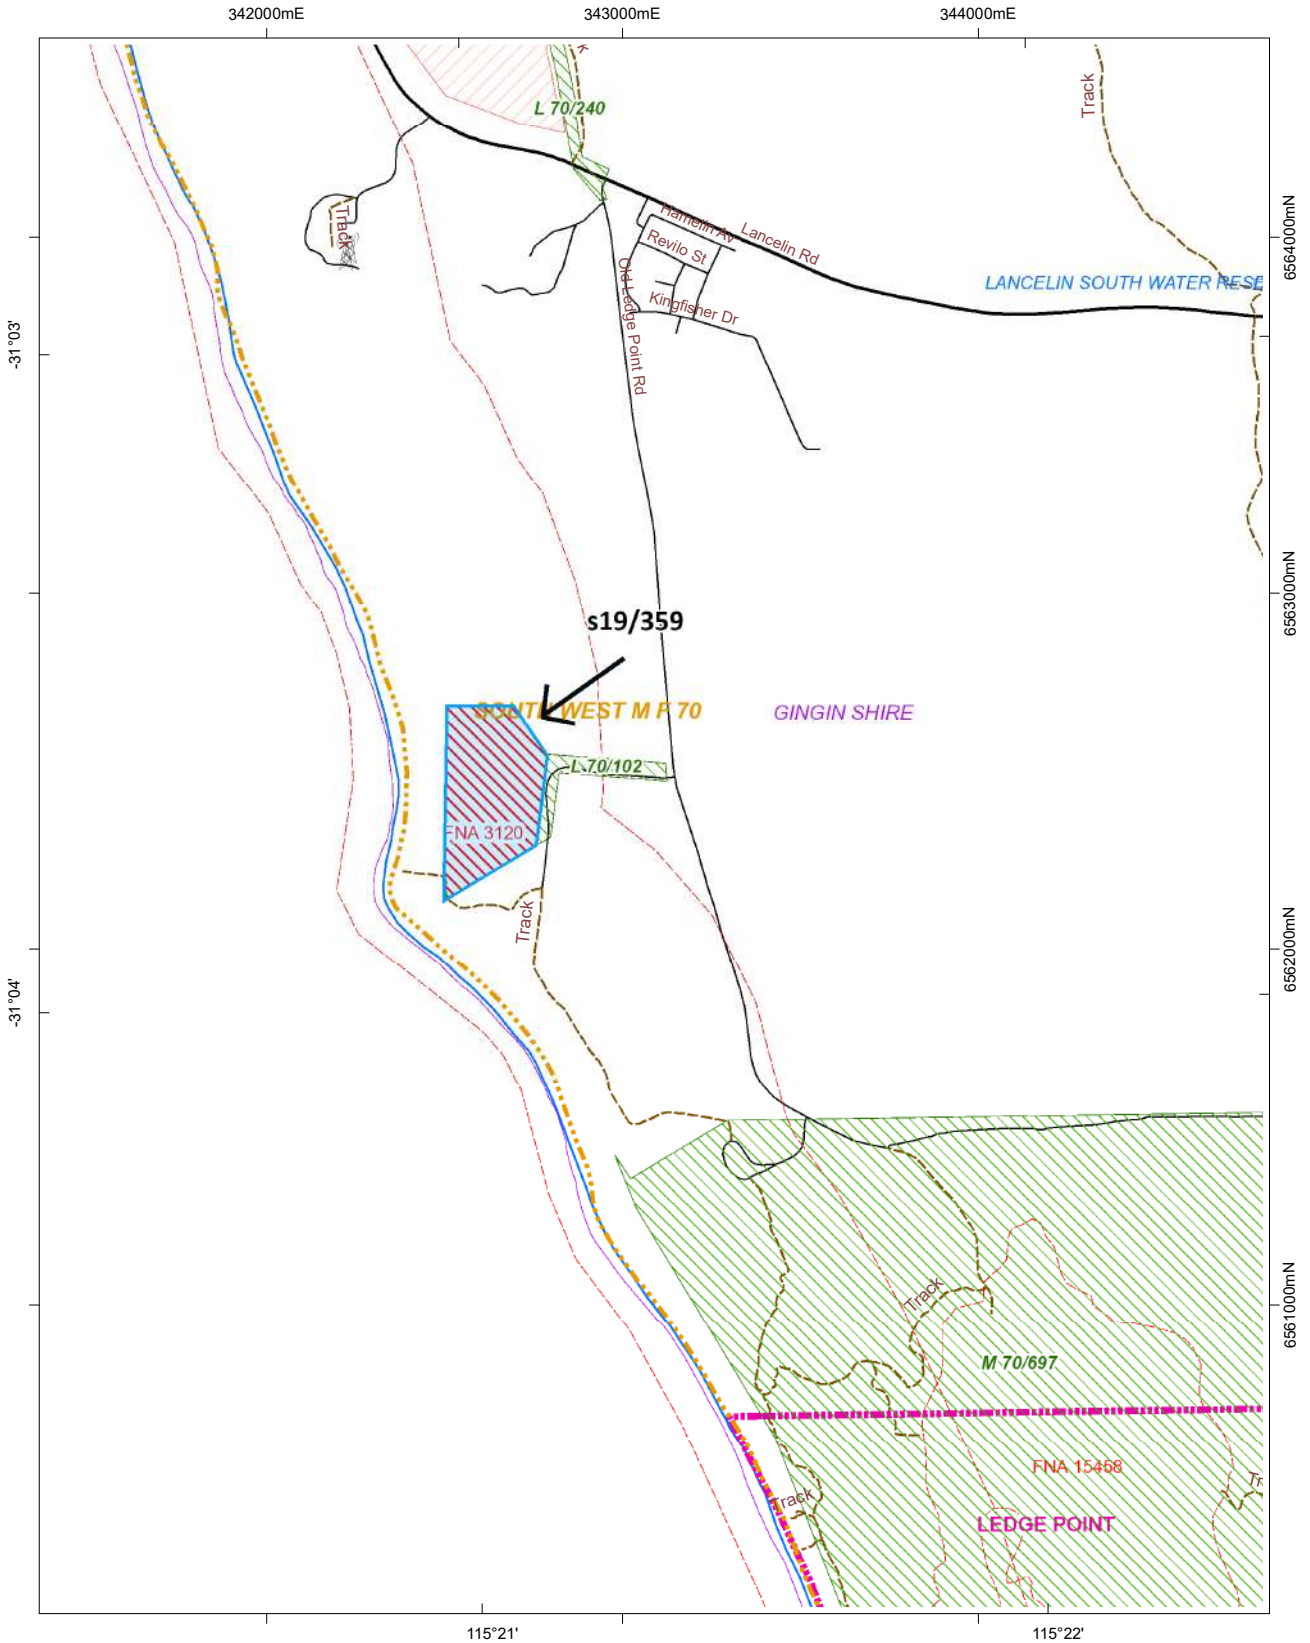 342000mE
343000mE
344000mE
Track
L 70/240
Track
Hamelin Av
Lancelin Rd
Revilo St
Old Ledge Point Rd
Kingfisher Dr
LANCELIN SOUTH WATER RESE
6564000mN
-31°03'
6563000mN
s19/359
SOUTH WEST M F 70
GINGIN SHIRE
L 70/102
FNA 3120
Track
6562000mN
-31°04'
Track
6561000mN
M 70/697
FNA 15458
Track
Tr
LEDGE POINT
115°21'
115°22'